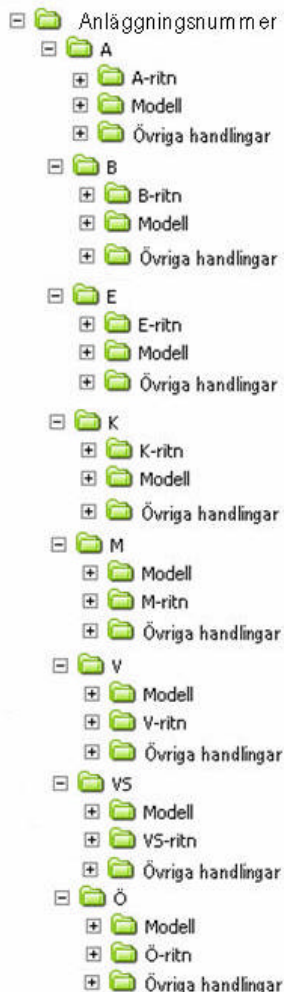 Anläggningsnummer
A
A-ritn
Modell
Övriga handlingar
B
B-ritn
Modell
Övriga handlingar
E
E-ritn
Modell
Övriga handlingar
K
K-ritn
Modell
Övriga handlingar
M
Modell
M-ritn
Övriga handlingar
V
Modell
V-ritn
Övriga handlingar
VS
Modell
VS-ritn
Övriga handlingar
Ö
Modell
Ö-ritn
Övriga handlingar